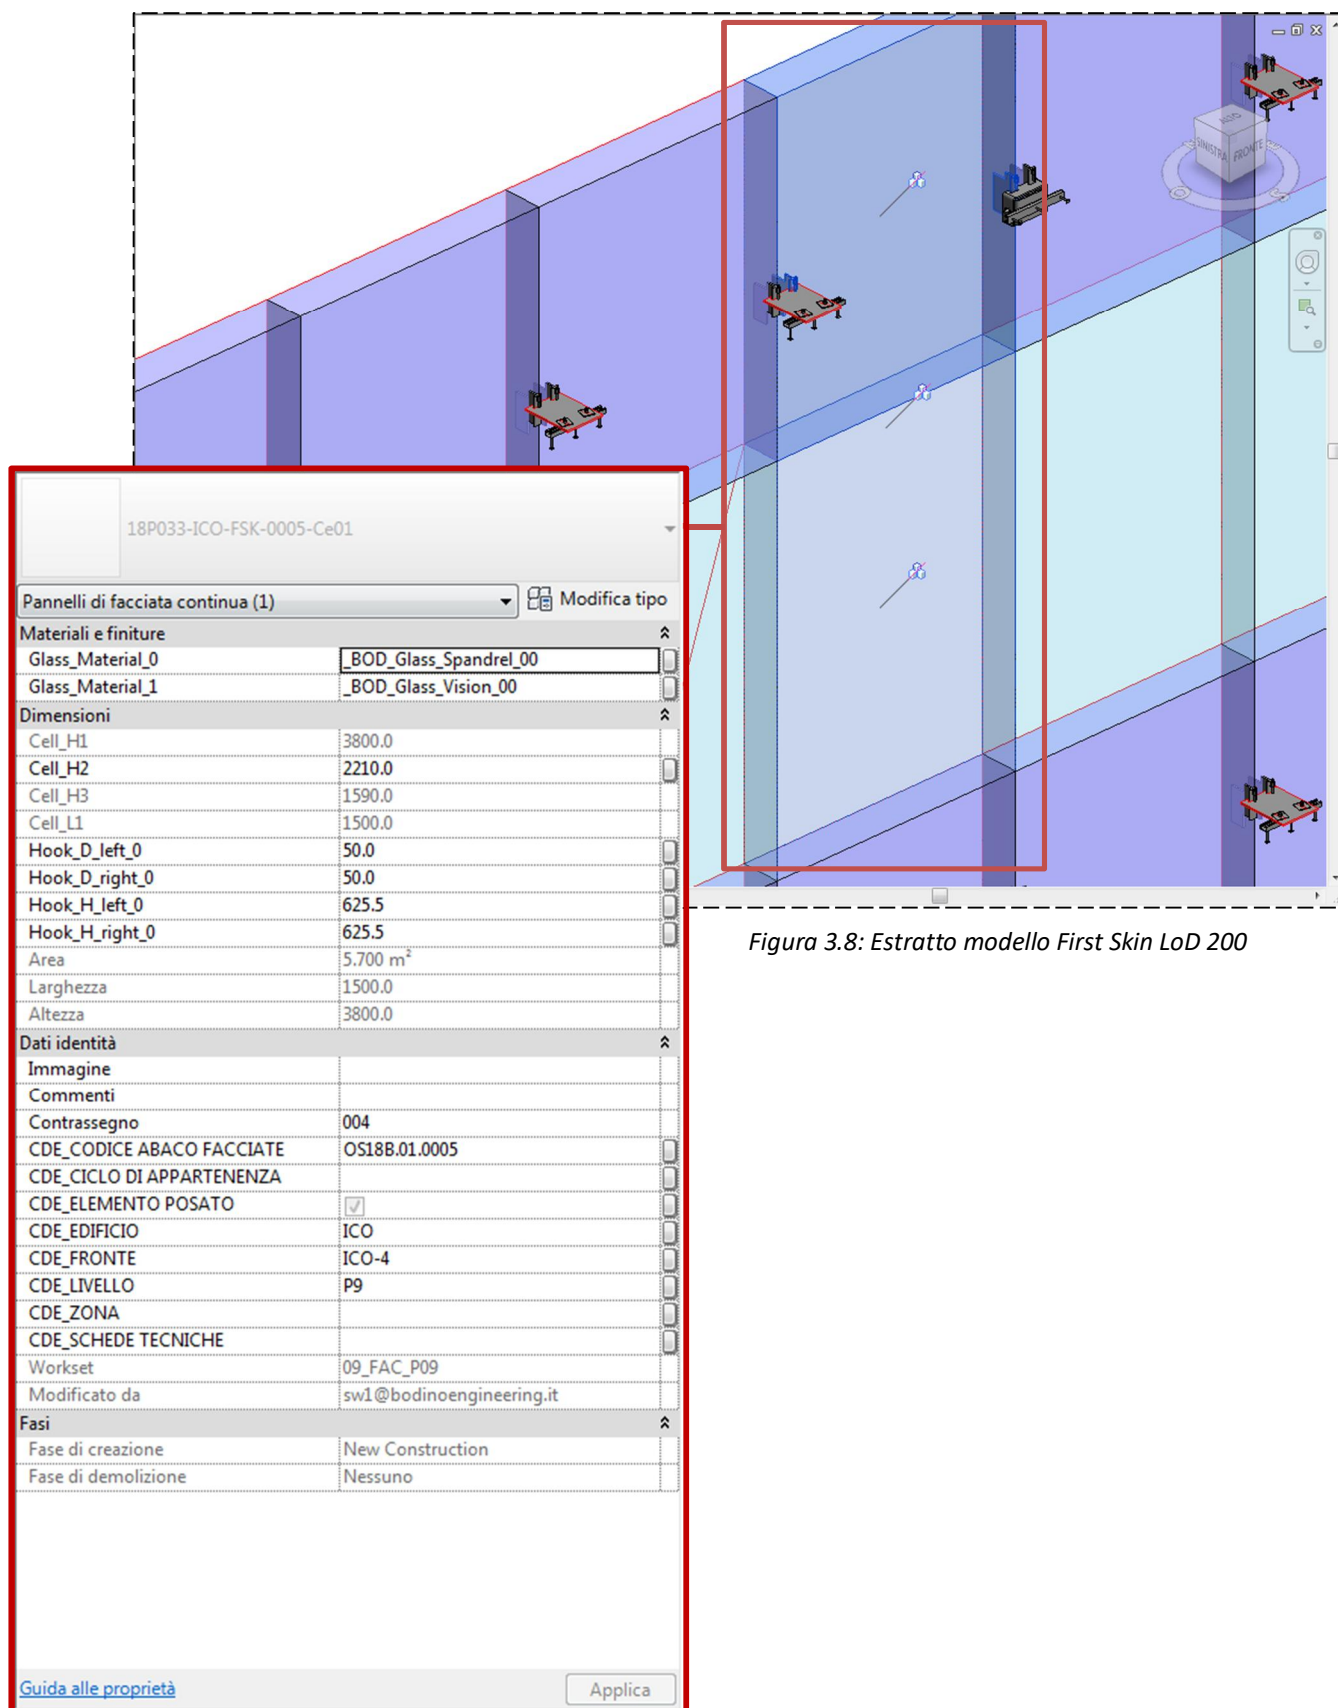 ALTO
SINISTRA
FRONTE
18P033-ICO-FSK-0005-Ce01
Pannelli di facciata continua (1)
Modifica tipo
Materiali e finiture
Glass_Material_0 _BOD_Glass_Spandrel_00
Glass_Material_1 _BOD_Glass_Vision_00
Dimensioni
Cell_H1 3800.0
Cell_H2 2210.0
Cell_H3 1590.0
Cell_L1 1500.0
Hook_D_left_0 50.0
Hook_D_right_0 50.0
Hook_H_left_0 625.5
Hook_H_right_0 625.5
Area 5.700 m²
Larghezza 1500.0
Altezza 3800.0
Dati identità
Immagine
Commenti
Contrassegno 004
CDE_CODICE ABACO FACCIATE OS18B.01.0005
CDE_CICLO DI APPARTENENZA
CDE_ELEMENTO POSATO
CDE_EDIFICIO ICO
CDE_FRONTE ICO-4
CDE_LIVELLO P9
CDE_ZONA
CDE_SCHEDE TECNICHE
Workset 09_FAC_P09
Modificato da sw1@bodinoengineering.it
Fasi
Fase di creazione New Construction
Fase di demolizione Nessuno
Guida alle proprietà
Applica
Figura 3.8: Estratto modello First Skin LoD 200